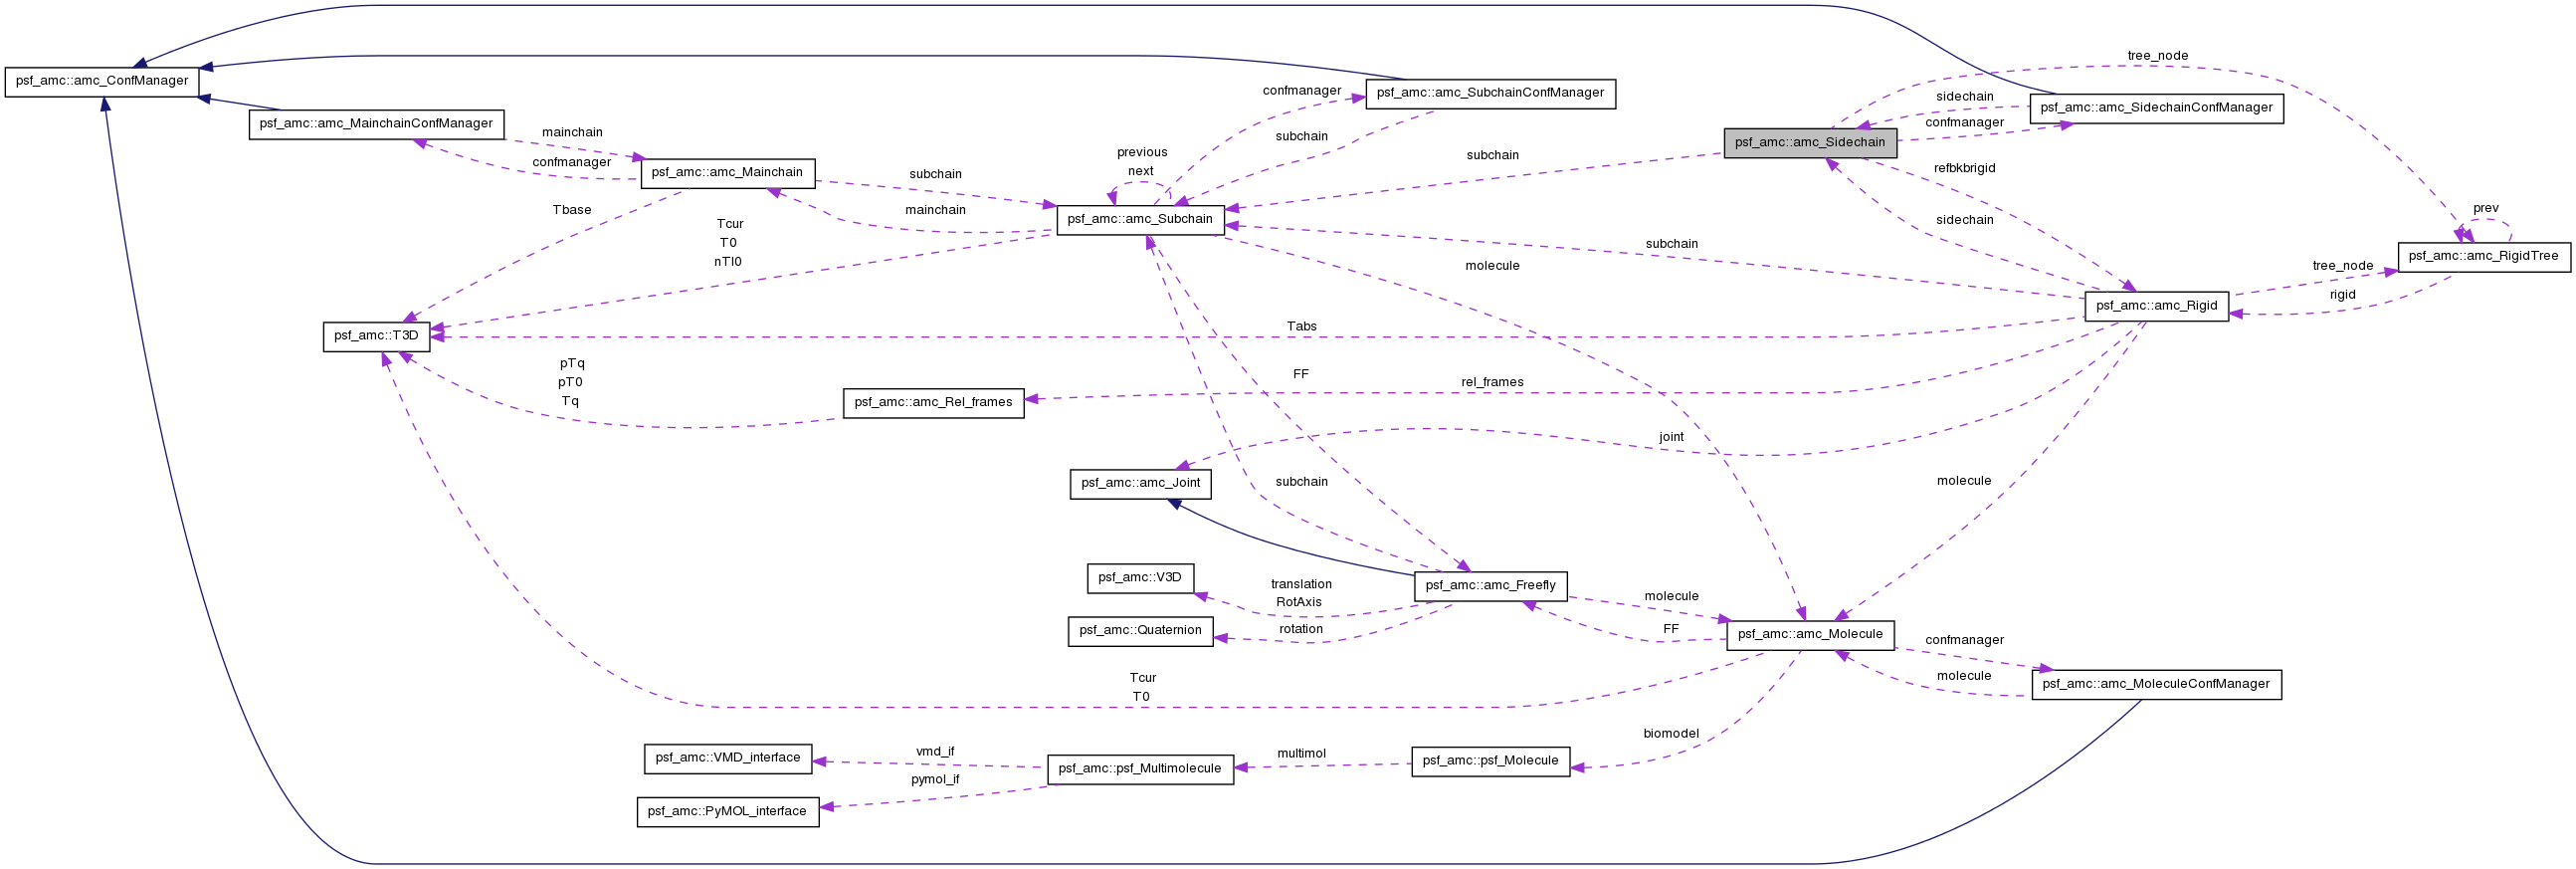 tree_node
psf_amc::amc_ConfManager
confmanager
psf_amc::amc_SubchainConfManager
sidechain
psf_amc::amc_SidechainConfManager
psf_amc::amc_MainchainConfManager
mainchain
subchain
confmanager
psf_amc::amc_Sidechain
confmanager
previous
next
subchain
psf_amc::amc_Mainchain
subchain
refbkbrigid
Tbase
mainchain
psf_amc::amc_Subchain
sidechain
prev
Tcur
T0
nTl0
subchain
molecule
psf_amc::amc_RigidTree
tree_node
rigid
psf_amc::amc_Rigid
psf_amc::T3D
Tabs
pTq
pT0
Tq
FF
rel_frames
psf_amc::amc_Rel_frames
joint
psf_amc::amc_Joint
subchain
molecule
psf_amc::V3D
translation
RotAxis
psf_amc::amc_Freefly
molecule
psf_amc::Quaternion
rotation
FF
psf_amc::amc_Molecule
confmanager
molecule
psf_amc::amc_MoleculeConfManager
Tcur
T0
biomodel
psf_amc::VMD_interface
vmd_if
psf_amc::psf_Multimolecule
multimol
psf_amc::psf_Molecule
pymol_if
psf_amc::PyMOL_interface